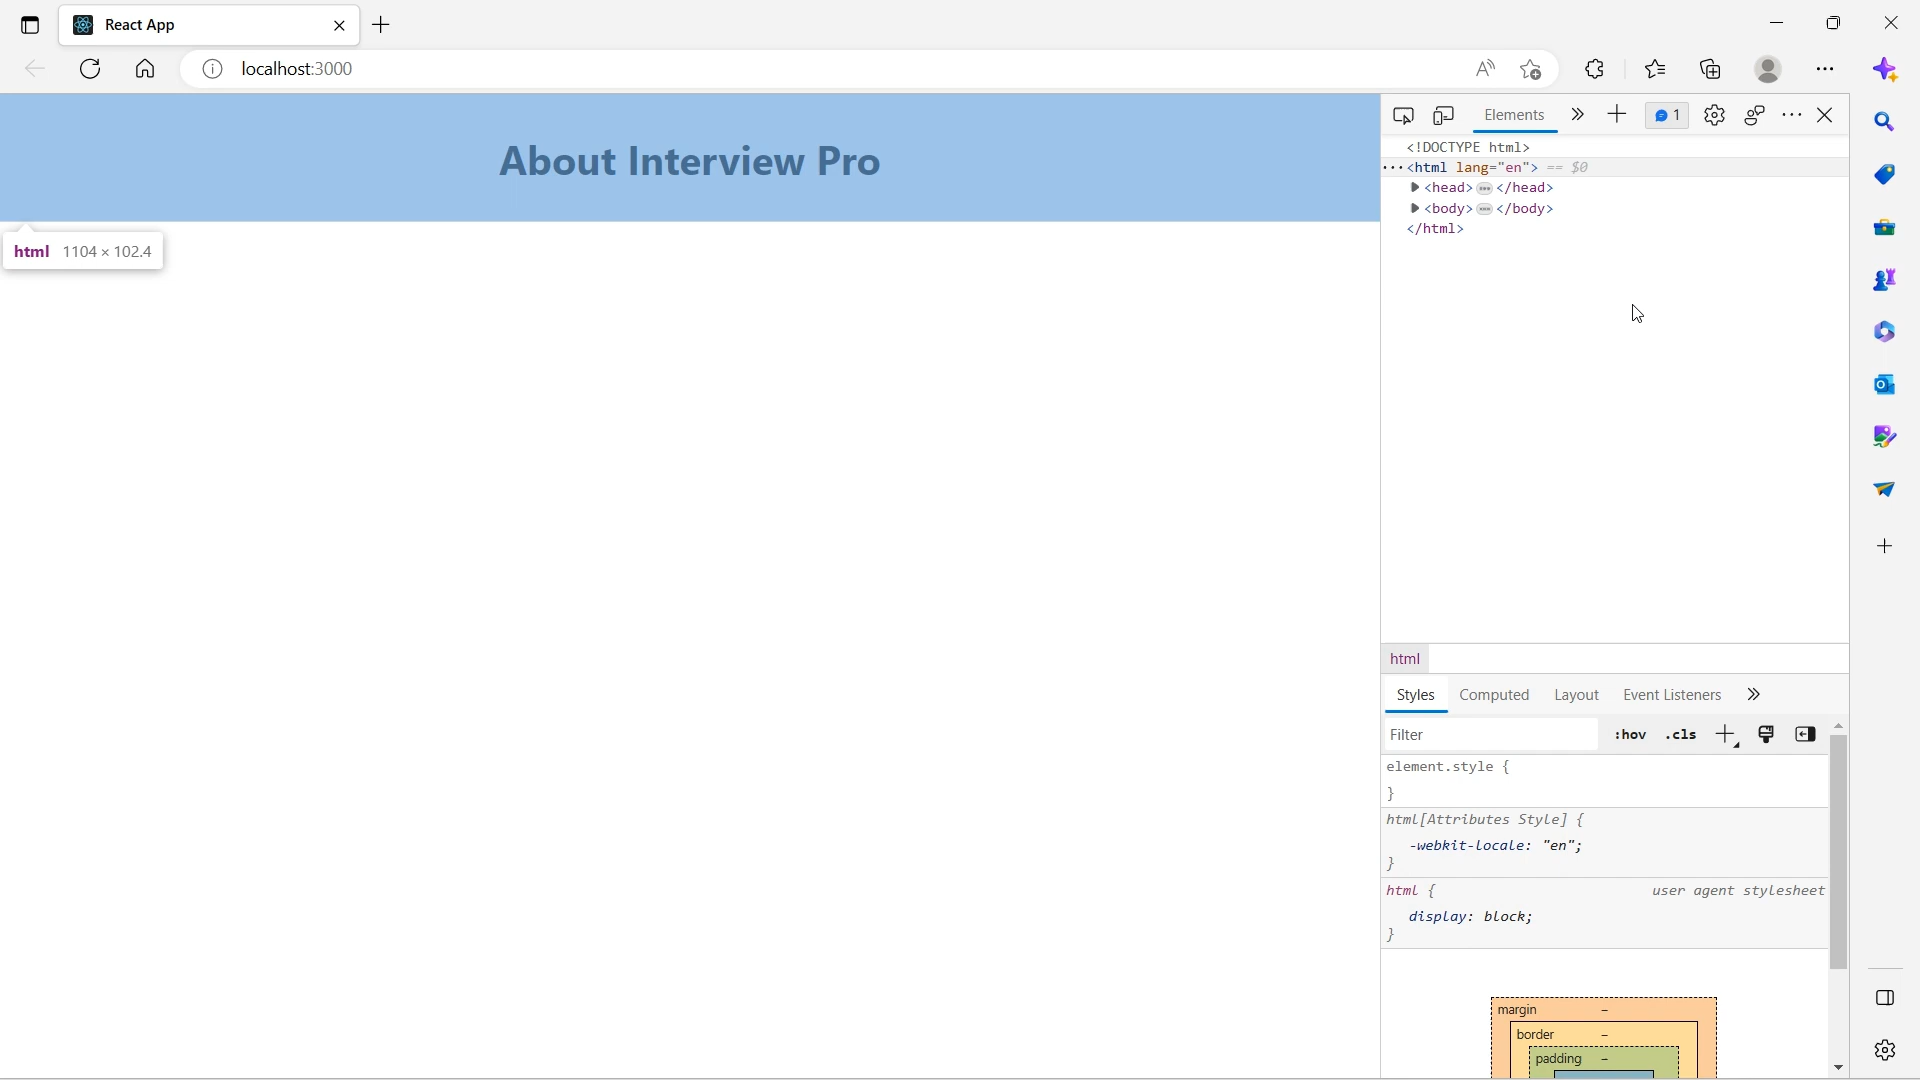 React App
localhost:3000
Elements
1
About Interview Pro
html 1104 × 102.4
<!DOCTYPE html>
<html lang="en"> == $0
<head> </head>
<body> </body>
</html>
html
Styles Computed Layout Event Listeners
Filter :hov .cls
element.style {
}
html[Attributes Style] {
-webkit-locale: "en";
}
html { user agent stylesheet
display: block;
}
margin –
border –
padding –